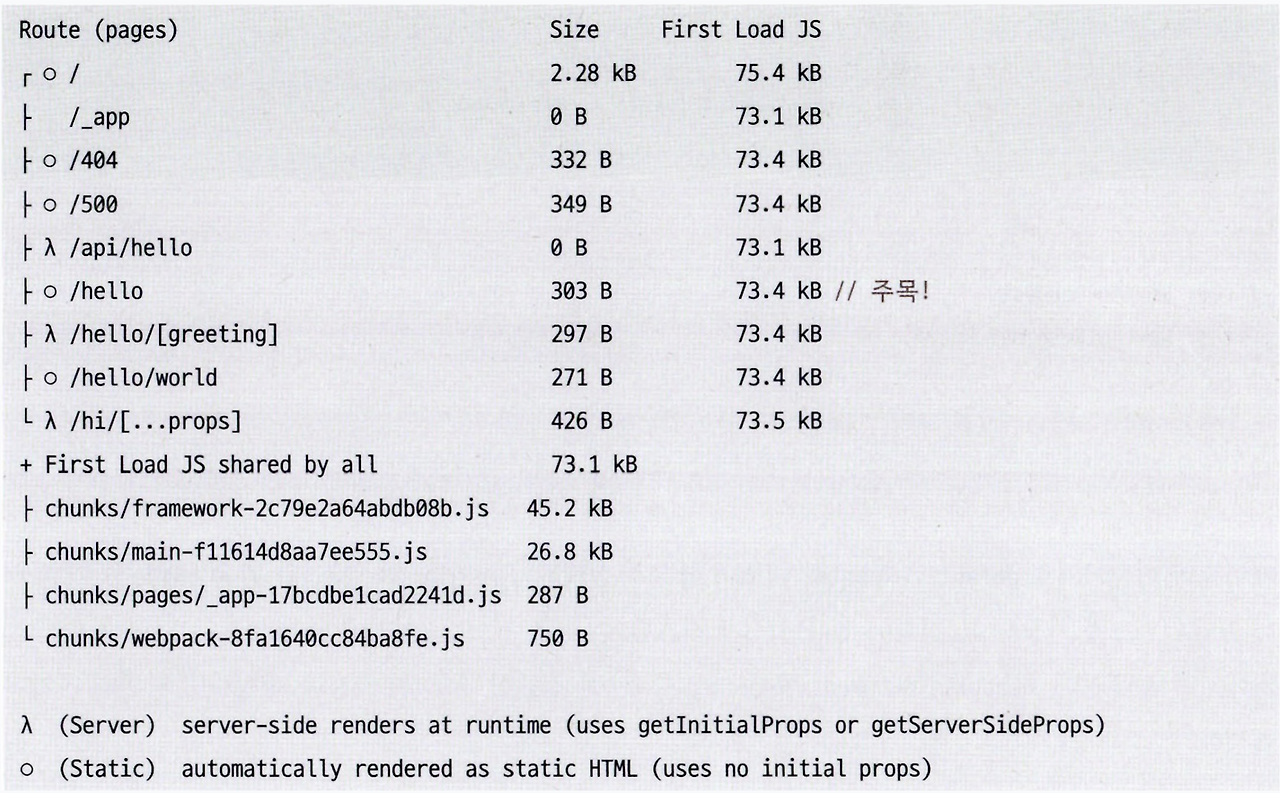 Route (pages) Size First Load JS
┌ ○ / 2.28 kB 75.4 kB
├ /_app 0 B 73.1 kB
├ ○ /404 332 B 73.4 kB
├ ○ /500 349 B 73.4 kB
├ λ /api/hello 0 B 73.1 kB
├ ○ /hello 303 B 73.4 kB // 주목!
├ λ /hello/[greeting] 297 B 73.4 kB
├ ○ /hello/world 271 B 73.4 kB
└ λ /hi/[...props] 426 B 73.5 kB
+ First Load JS shared by all 73.1 kB
├ chunks/framework-2c79e2a64abdb08b.js 45.2 kB
├ chunks/main-f11614d8aa7ee555.js 26.8 kB
├ chunks/pages/_app-17bcdbe1cad2241d.js 287 B
└ chunks/webpack-8fa1640cc84ba8fe.js 750 B
λ (Server) server-side renders at runtime (uses getInitialProps or getServerSideProps)
○ (Static) automatically rendered as static HTML (uses no initial props)